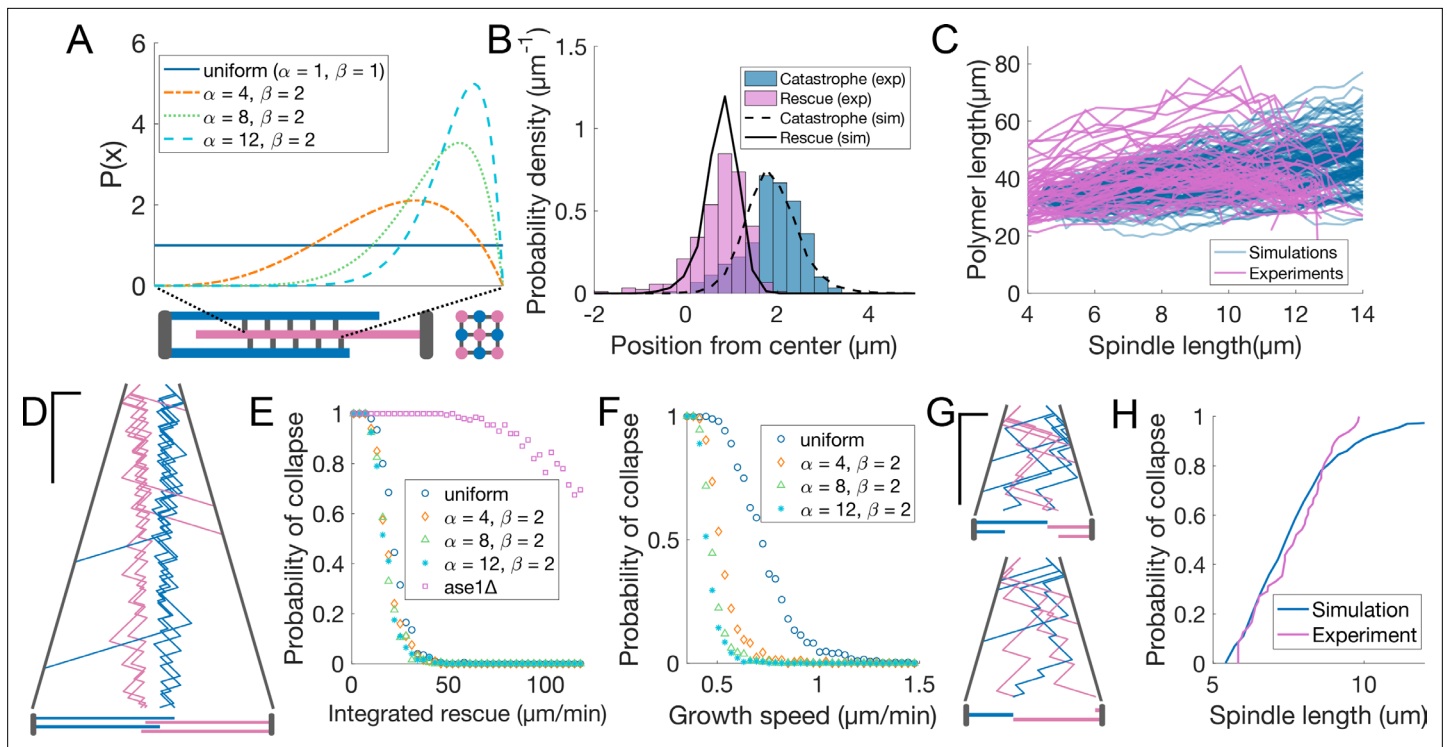 A
P(x)
6
4
2
0
uniform (α = 1, β = 1)
α = 4, β = 2
α = 8, β = 2
α = 12, β = 2
B
Probability density (μm⁻¹)
1.5
1
0.5
0
-2
0
2
4
Position from center (μm)
Catastrophe (exp)
Rescue (exp)
Catastrophe (sim)
Rescue (sim)
C
Polymer length(μm)
80
60
40
20
0
4
6
8
10
12
14
Spindle length(μm)
Simulations
Experiments
D
E
Probability of collapse
1
0.8
0.6
0.4
0.2
0
0
50
100
Integrated rescue (μm/min)
uniform
α = 4, β = 2
α = 8, β = 2
α = 12, β = 2
ase1Δ
F
Probability of collapse
1
0.5
0
0.5
1
1.5
Growth speed (μm/min)
uniform
α = 4, β = 2
α = 8, β = 2
α = 12, β = 2
G
H
Probability of collapse
1
0.8
0.6
0.4
0.2
0
5
10
Spindle length (um)
Simulation
Experiment